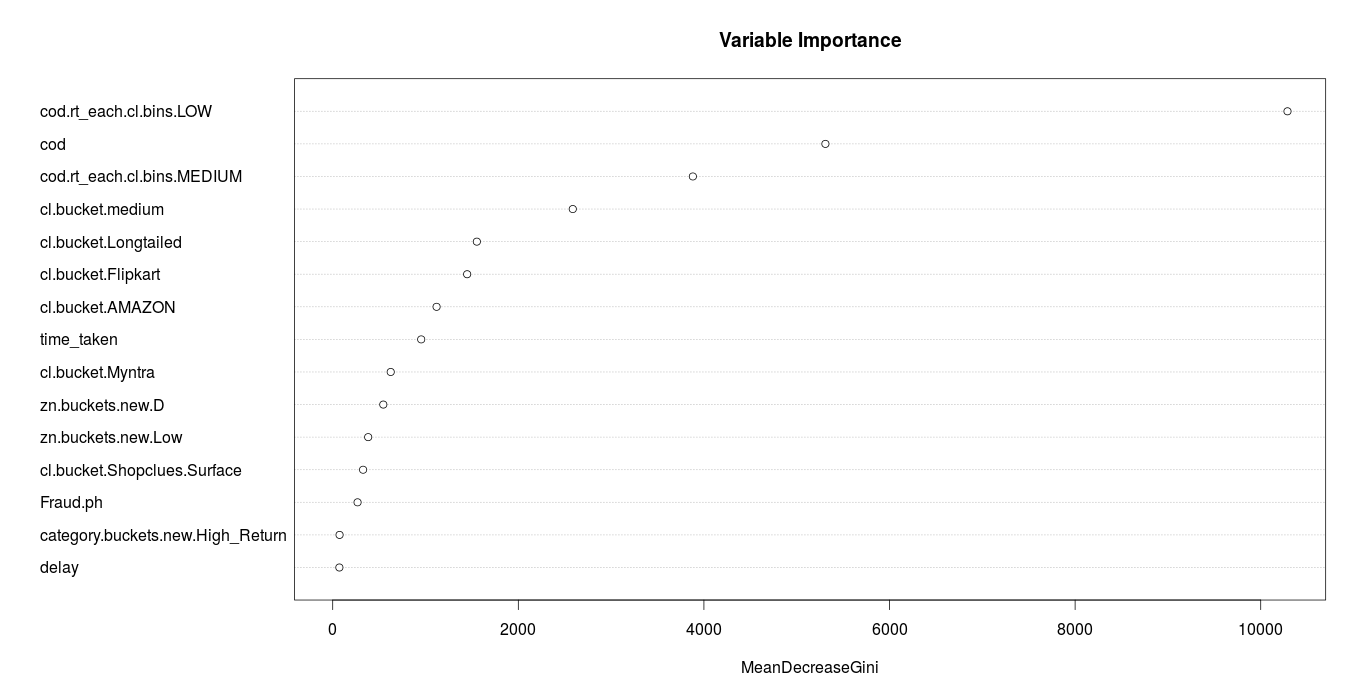 Variable Importance
cod.rt_each.cl.bins.LOW
cod
cod.rt_each.cl.bins.MEDIUM
cl.bucket.medium
cl.bucket.Longtailed
cl.bucket.Flipkart
cl.bucket.AMAZON
time_taken
cl.bucket.Myntra
zn.buckets.new.D
zn.buckets.new.Low
cl.bucket.Shopclues.Surface
Fraud.ph
category.buckets.new.High_Return
delay
0 2000 4000 6000 8000 10000
MeanDecreaseGini